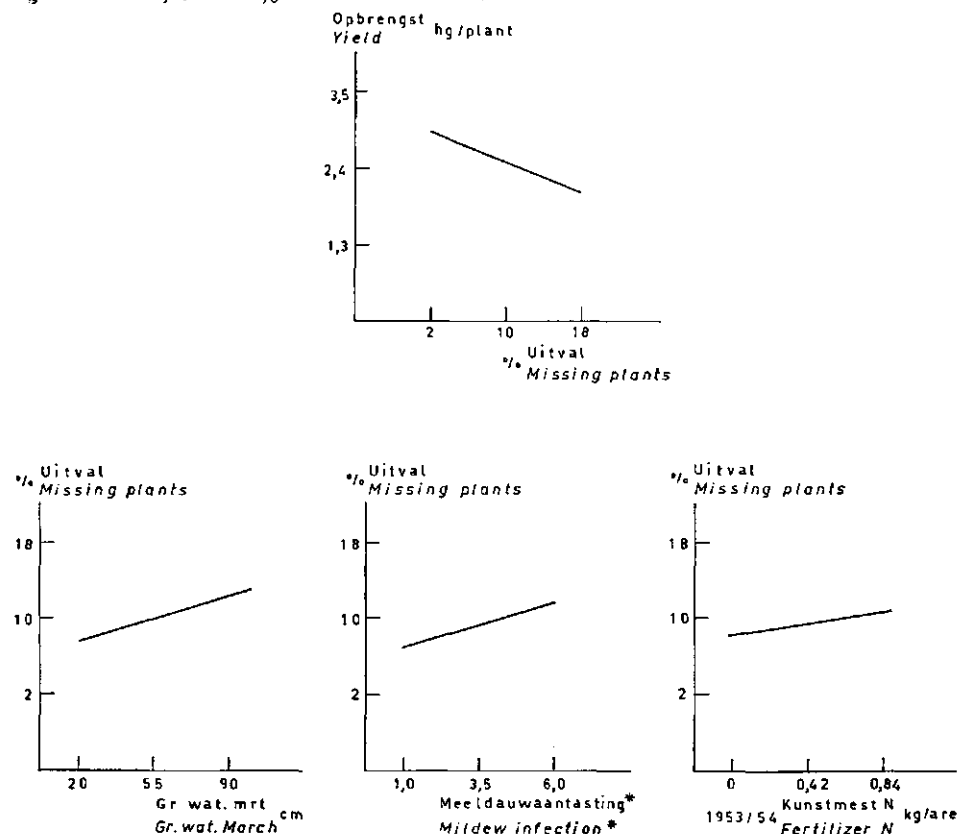 Opbrengst hg/plant
Yield
3,5
2,4
1,3
2 10 18
% Uitval
Missing plants
% Uitval
Missing plants
18
10
2
20 55 90
Gr wat. mrt cm
Gr. wat. March
% Uitval
Missing plants
18
10
2
1,0 3,5 6,0
Meeldauwaantasting*
Mildew infection*
% Uitval
Missing plants
18
10
2
0 0,42 0,84
1953/54 Kunstmest N kg/are
Fertilizer N